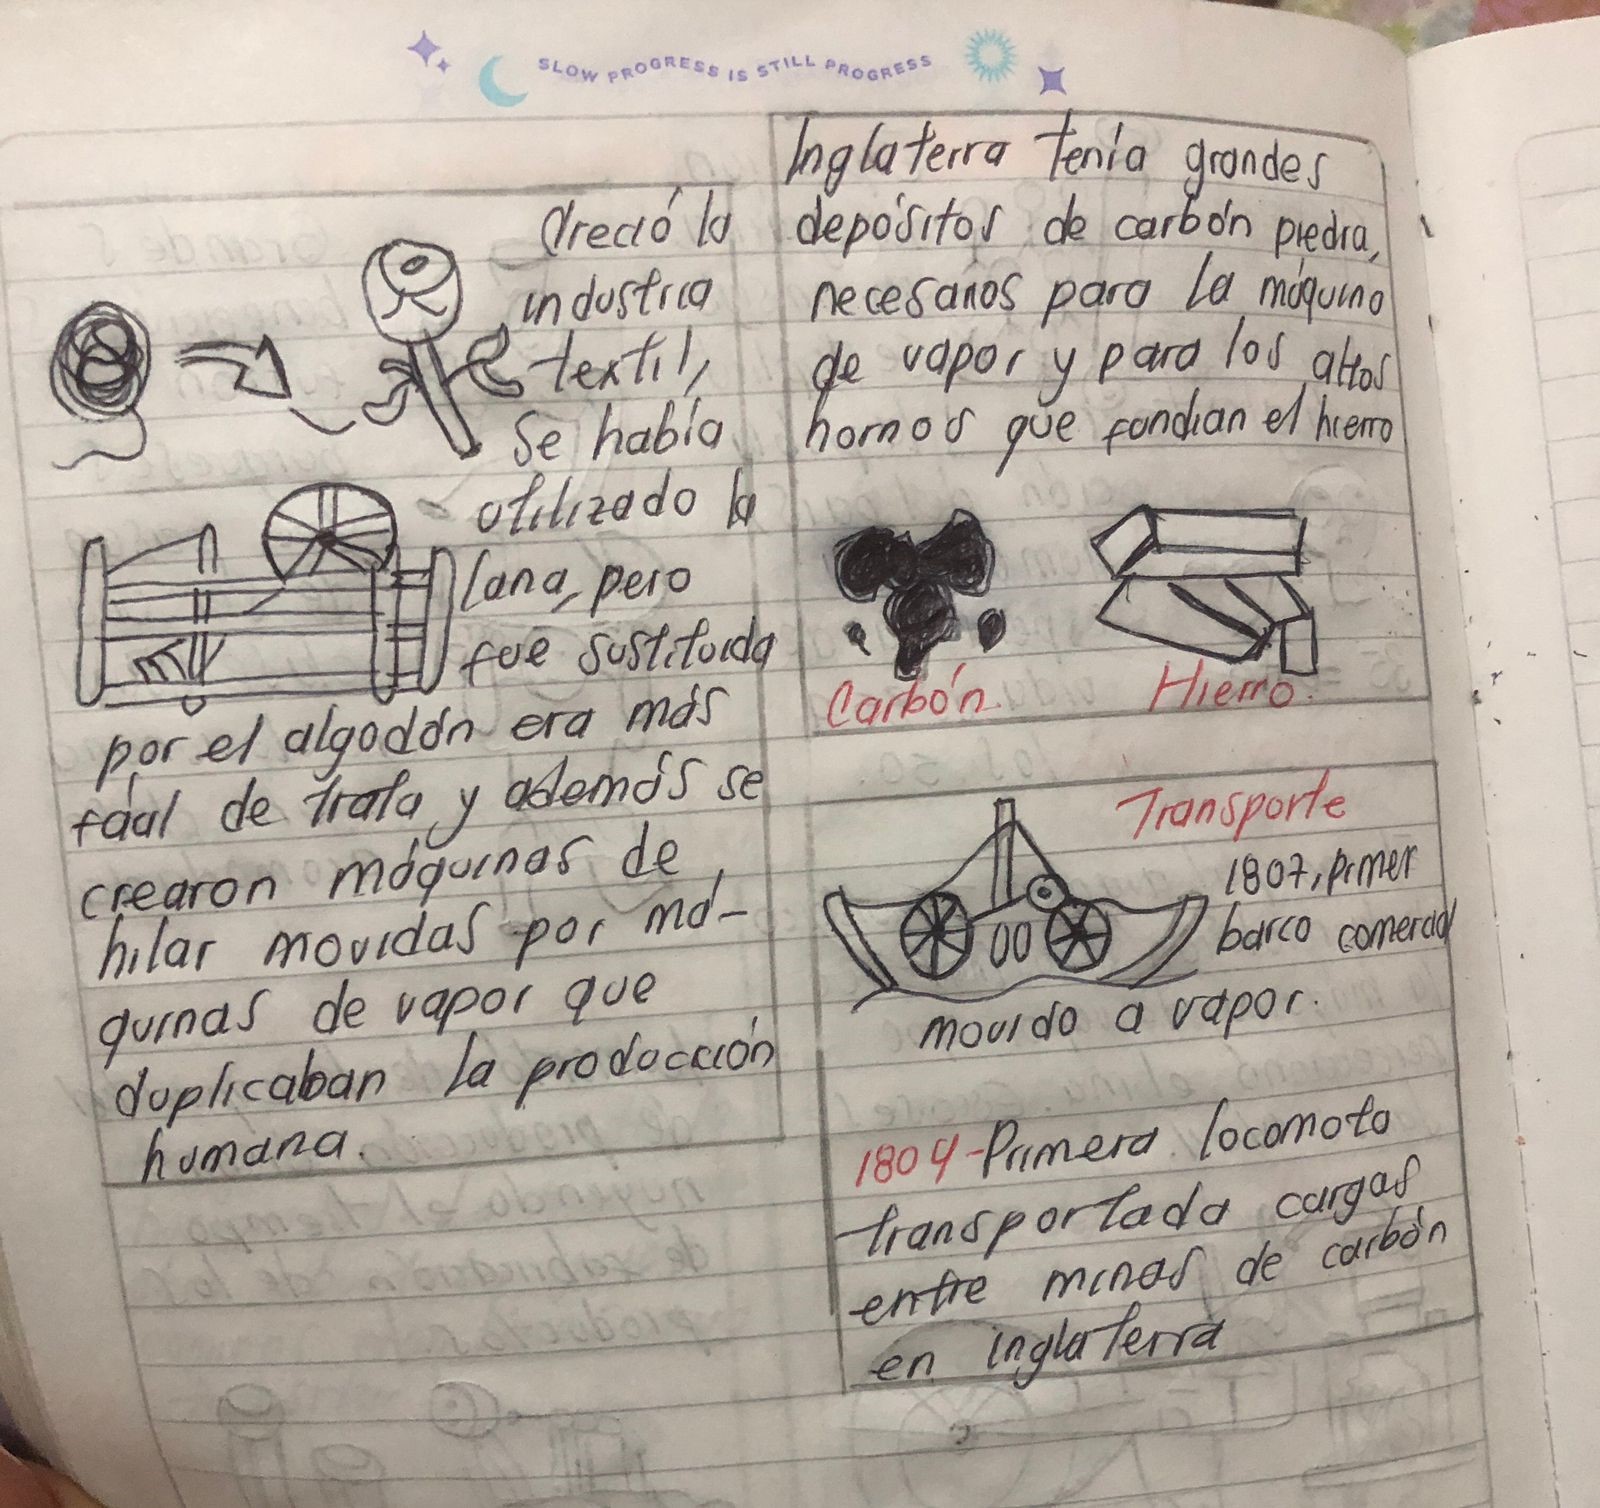 SLOW PROGRESS IS STILL PROGRESS
Creció la
industria
textil,
se había
utilizado la
lana, pero
fue sustituida
por el algodón era más
fácil de trata y además se
crearon máquinas de
hilar movidas por má-
quinas de vapor que
duplicaban la producción
humana.
Inglaterra tenía grandes
depósitos de carbón piedra,
necesarios para la máquina
de vapor y para los altos
hornos que fundian el hierro
Carbón.
Hierro.
Transporte
1807, primer
barco comercial
movido a vapor.
1804-Primera locomoto
transportada cargas
entre minas de carbón
en inglaterra